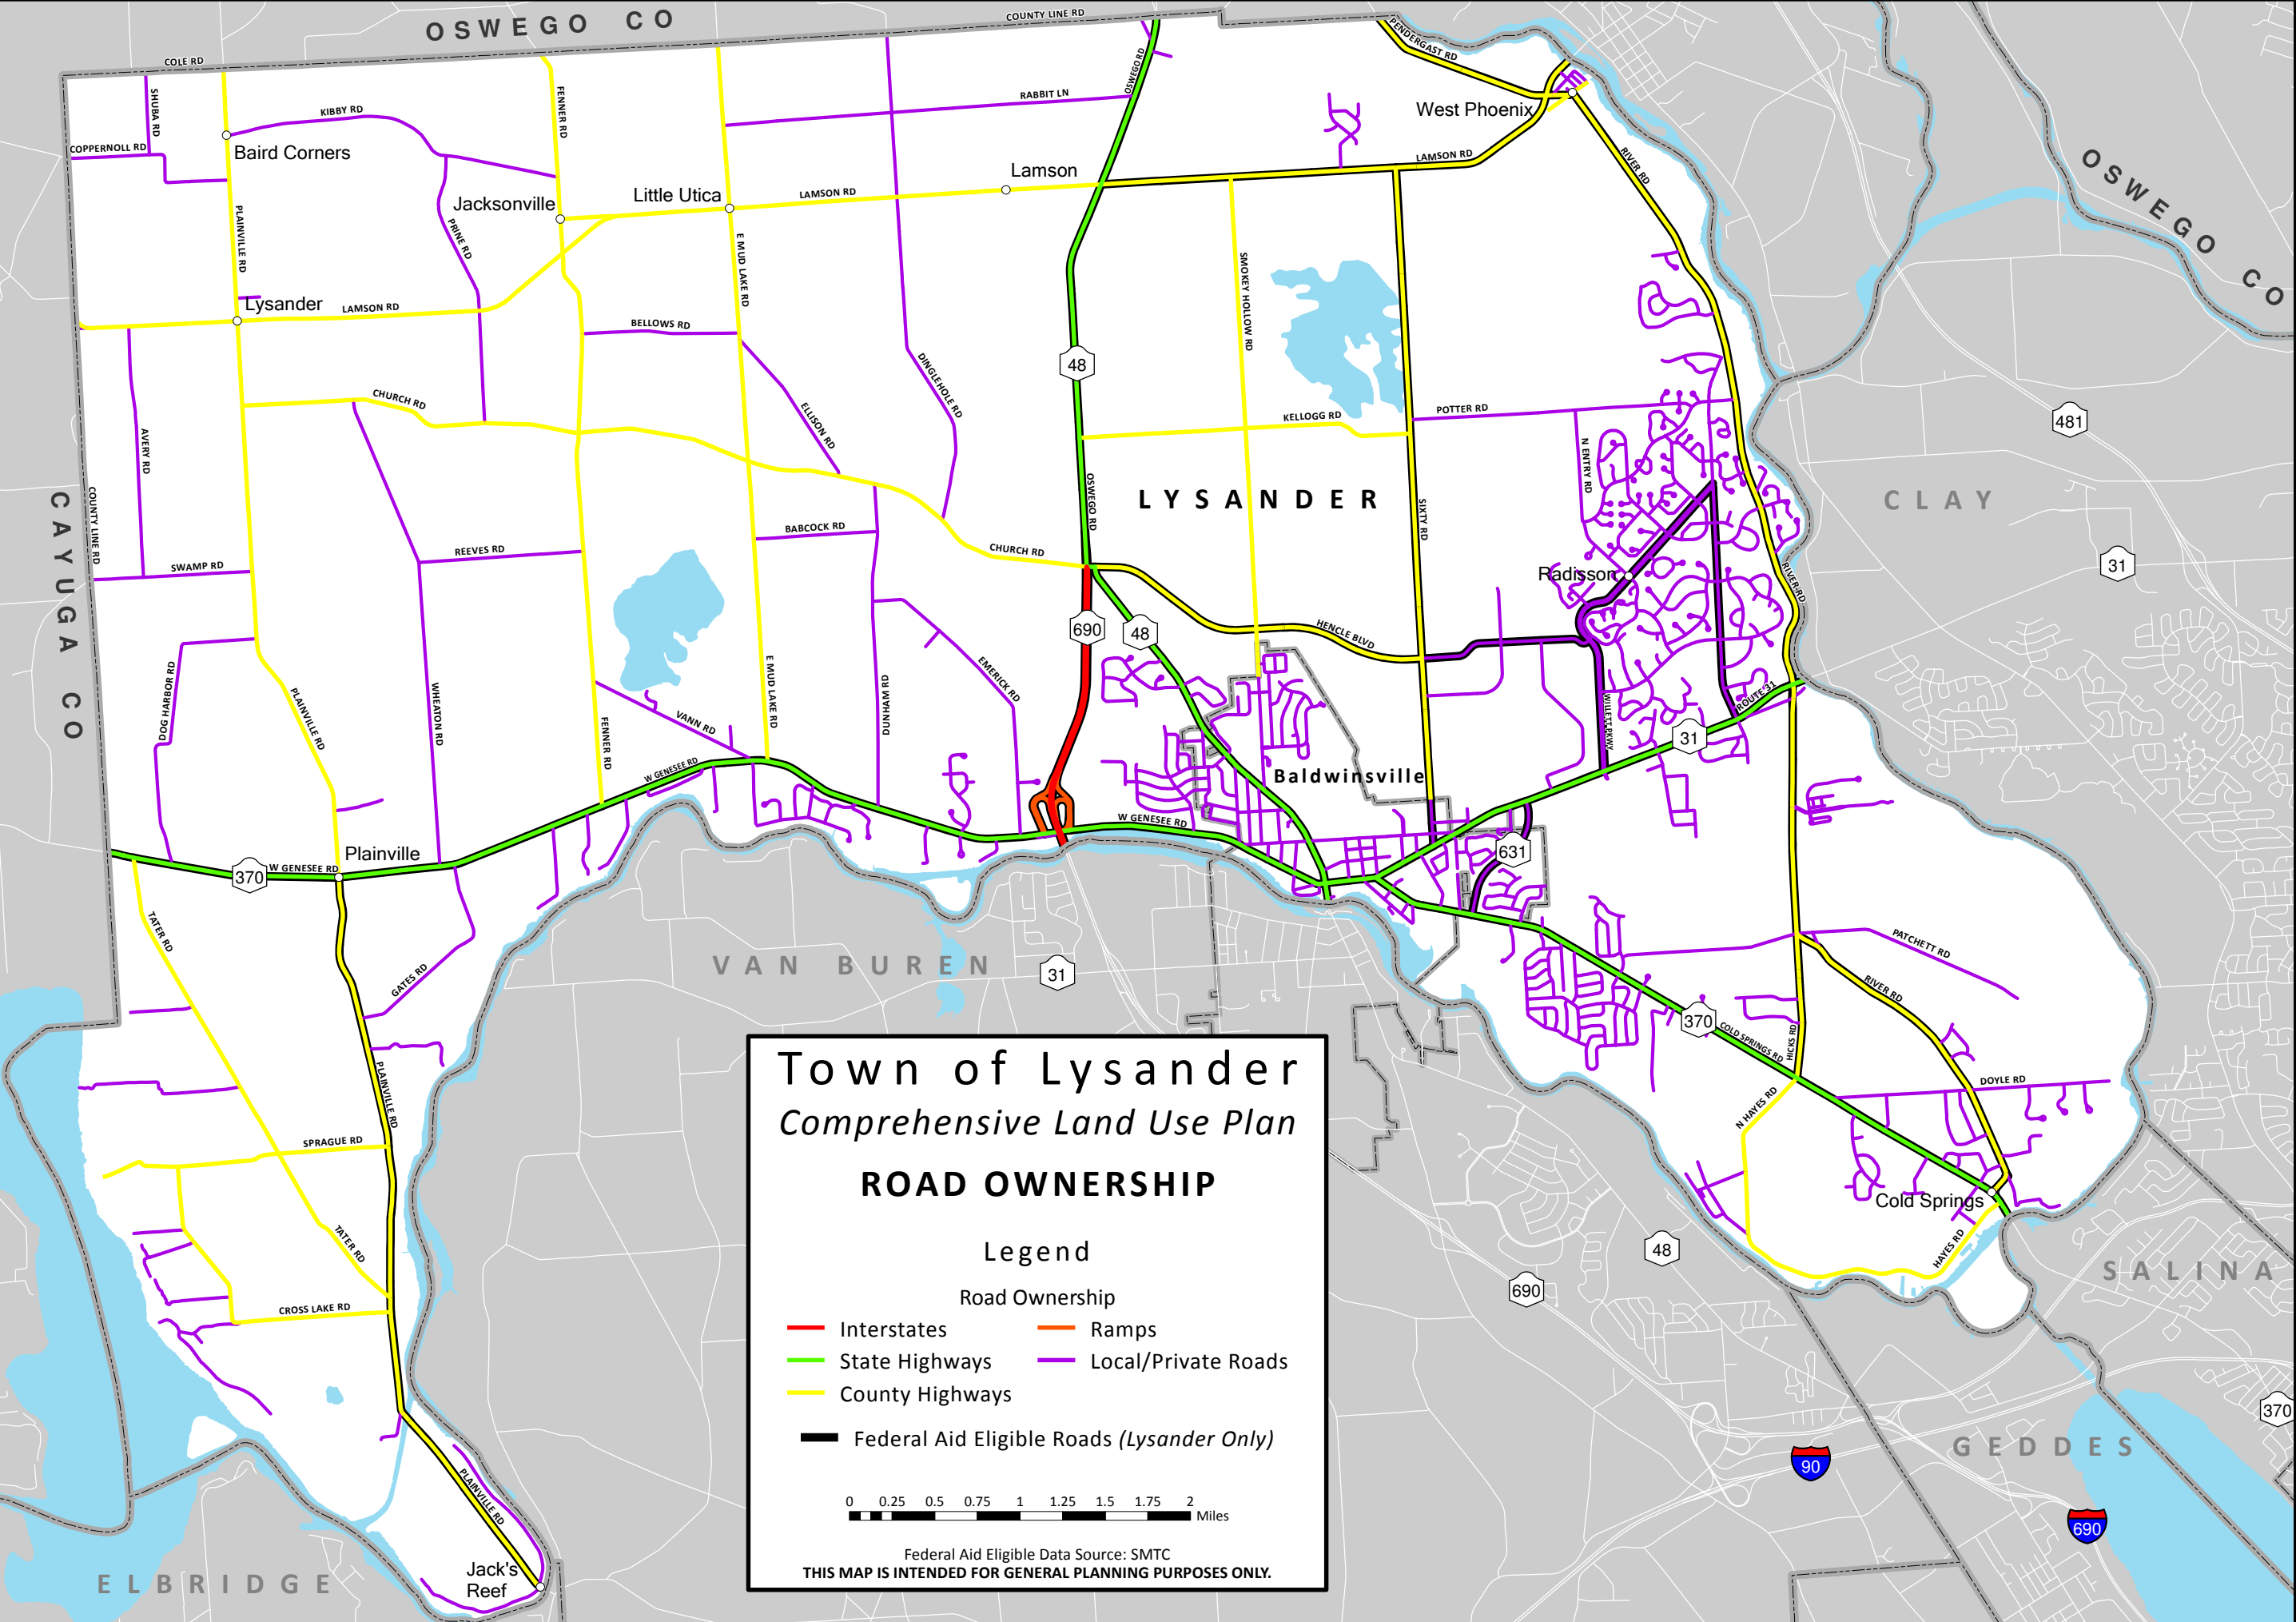 OSWEGO CO
COUNTY LINE RD
COLE RD
PENDERGAST RD
SHUBA RD
KIBBY RD
FENNER RD
OSWEGO RD
RABBIT LN
West Phoenix
COPPERNOLL RD
Baird Corners
LAMSON RD
RIVER RD
OSWEGO CO
Lamson
Jacksonville
Little Utica
LAMSON RD
PLAINVILLE RD
PRINE RD
E MUD LAKE RD
SMOKEY HOLLOW RD
Lysander
LAMSON RD
BELLOWS RD
48
DINGLEHOLE RD
CHURCH RD
ELLISON RD
KELLOGG RD
POTTER RD
481
AVERY RD
N ENTRY RD
CAYUGA CO
COUNTY LINE RD
OSWEGO RD
LYSANDER
SIXTY RD
CLAY
BABCOCK RD
REEVES RD
CHURCH RD
SWAMP RD
31
Radisson
RIVER RD
690
48
HENCLE BLVD
DOG HARBOR RD
PLAINVILLE RD
WHEATON RD
FENNER RD
VANN RD
E MUD LAKE RD
DUNHAM RD
EMERICK RD
WILLETT PKWY
ROUTE 31
31
W GENESEE RD
Baldwinsville
W GENESEE RD
631
Plainville
370
W GENESEE RD
TATER RD
GATES RD
VAN BUREN
31
PATCHETT RD
RIVER RD
370
COLD SPRINGS RD
HICKS RD
PLAINVILLE RD
DOYLE RD
N HAYES RD
SPRAGUE RD
Cold Springs
TATER RD
HAYES RD
48
690
SALINA
CROSS LAKE RD
370
GEDDES
90
690
PLAINVILLE RD
Jack's
Reef
ELBRIDGE
Town of Lysander
Comprehensive Land Use Plan
ROAD OWNERSHIP
Legend
Road Ownership
Interstates
Ramps
State Highways
Local/Private Roads
County Highways
Federal Aid Eligible Roads (Lysander Only)
0 0.25 0.5 0.75 1 1.25 1.5 1.75 2
Miles
Federal Aid Eligible Data Source: SMTC
THIS MAP IS INTENDED FOR GENERAL PLANNING PURPOSES ONLY.